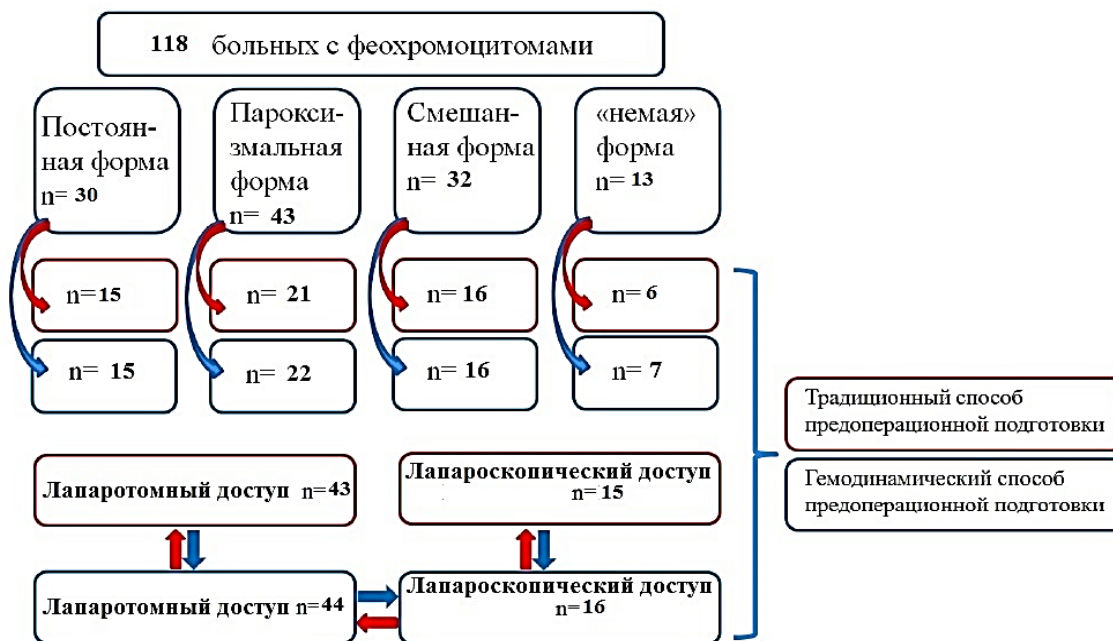 118 больных с феохромоцитомами
Постоян-
ная форма
n= 30
Парокси-
змальная
форма
n= 43
Смешан-
ная форма
n= 32
«немая»
форма
n= 13
n=15
n= 21
n= 16
n= 6
n= 15
n= 22
n= 16
n= 7
Традиционный способ
предоперационной подготовки
Гемодинамический способ
предоперационной подготовки
Лапаротомный доступ n=43
Лапароскопический доступ
n=15
Лапаротомный доступ n=44
Лапароскопический доступ
n=16